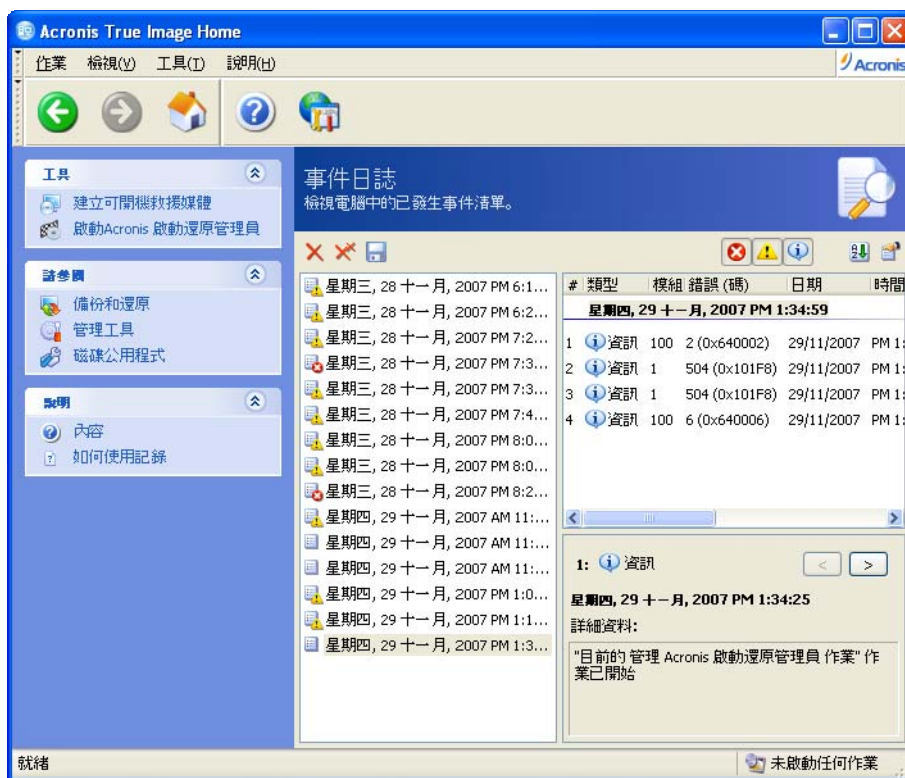 Acronis True Image Home
作業 檢視(V) 工具(T) 說明(H)
Acronis
工具
建立可開機救援媒體
啟動Acronis 啟動還原管理員
請參閱
備份和還原
管理工具
磁碟公用程式
說明
內容
如何使用記錄
事件日誌
檢視電腦中的已發生事件清單。
星期三, 28 十一月, 2007 PM 6:1...
星期三, 28 十一月, 2007 PM 6:2...
星期三, 28 十一月, 2007 PM 7:2...
星期三, 28 十一月, 2007 PM 7:3...
星期三, 28 十一月, 2007 PM 7:3...
星期三, 28 十一月, 2007 PM 7:4...
星期三, 28 十一月, 2007 PM 8:0...
星期三, 28 十一月, 2007 PM 8:0...
星期三, 28 十一月, 2007 PM 8:2...
星期四, 29 十一月, 2007 AM 11:...
星期四, 29 十一月, 2007 AM 11:...
星期四, 29 十一月, 2007 AM 11:...
星期四, 29 十一月, 2007 PM 1:0...
星期四, 29 十一月, 2007 PM 1:1...
星期四, 29 十一月, 2007 PM 1:3...
# 類型 模組 錯誤 (碼) 日期 時間
星期四, 29 十一月, 2007 PM 1:34:59
1 資訊 100 2 (0x640002) 29/11/2007 PM 1:
2 資訊 1 504 (0x101F8) 29/11/2007 PM 1:
3 資訊 1 504 (0x101F8) 29/11/2007 PM 1:
4 資訊 100 6 (0x640006) 29/11/2007 PM 1:
1: 資訊 < >
星期四, 29 十一月, 2007 PM 1:34:25
詳細資料:
"目前的 管理 Acronis 啟動還原管理員 作業" 作
業已開始
就緒
未啟動任何作業